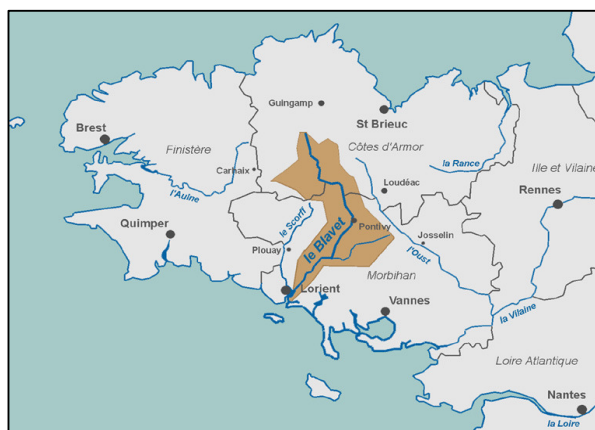 Guingamp
St Brieuc
Brest
Finistère
Côtes d'Armor
la Rance
Ille et Vilaine
Carhaix
Loudéac
l'Aulne
Rennes
Quimper
le Scorff
le Blavet
Pontivy
Josselin
Plouay
l'Oust
Morbihan
Lorient
Vannes
la Vilaine
Loire Atlantique
Nantes
la Loire